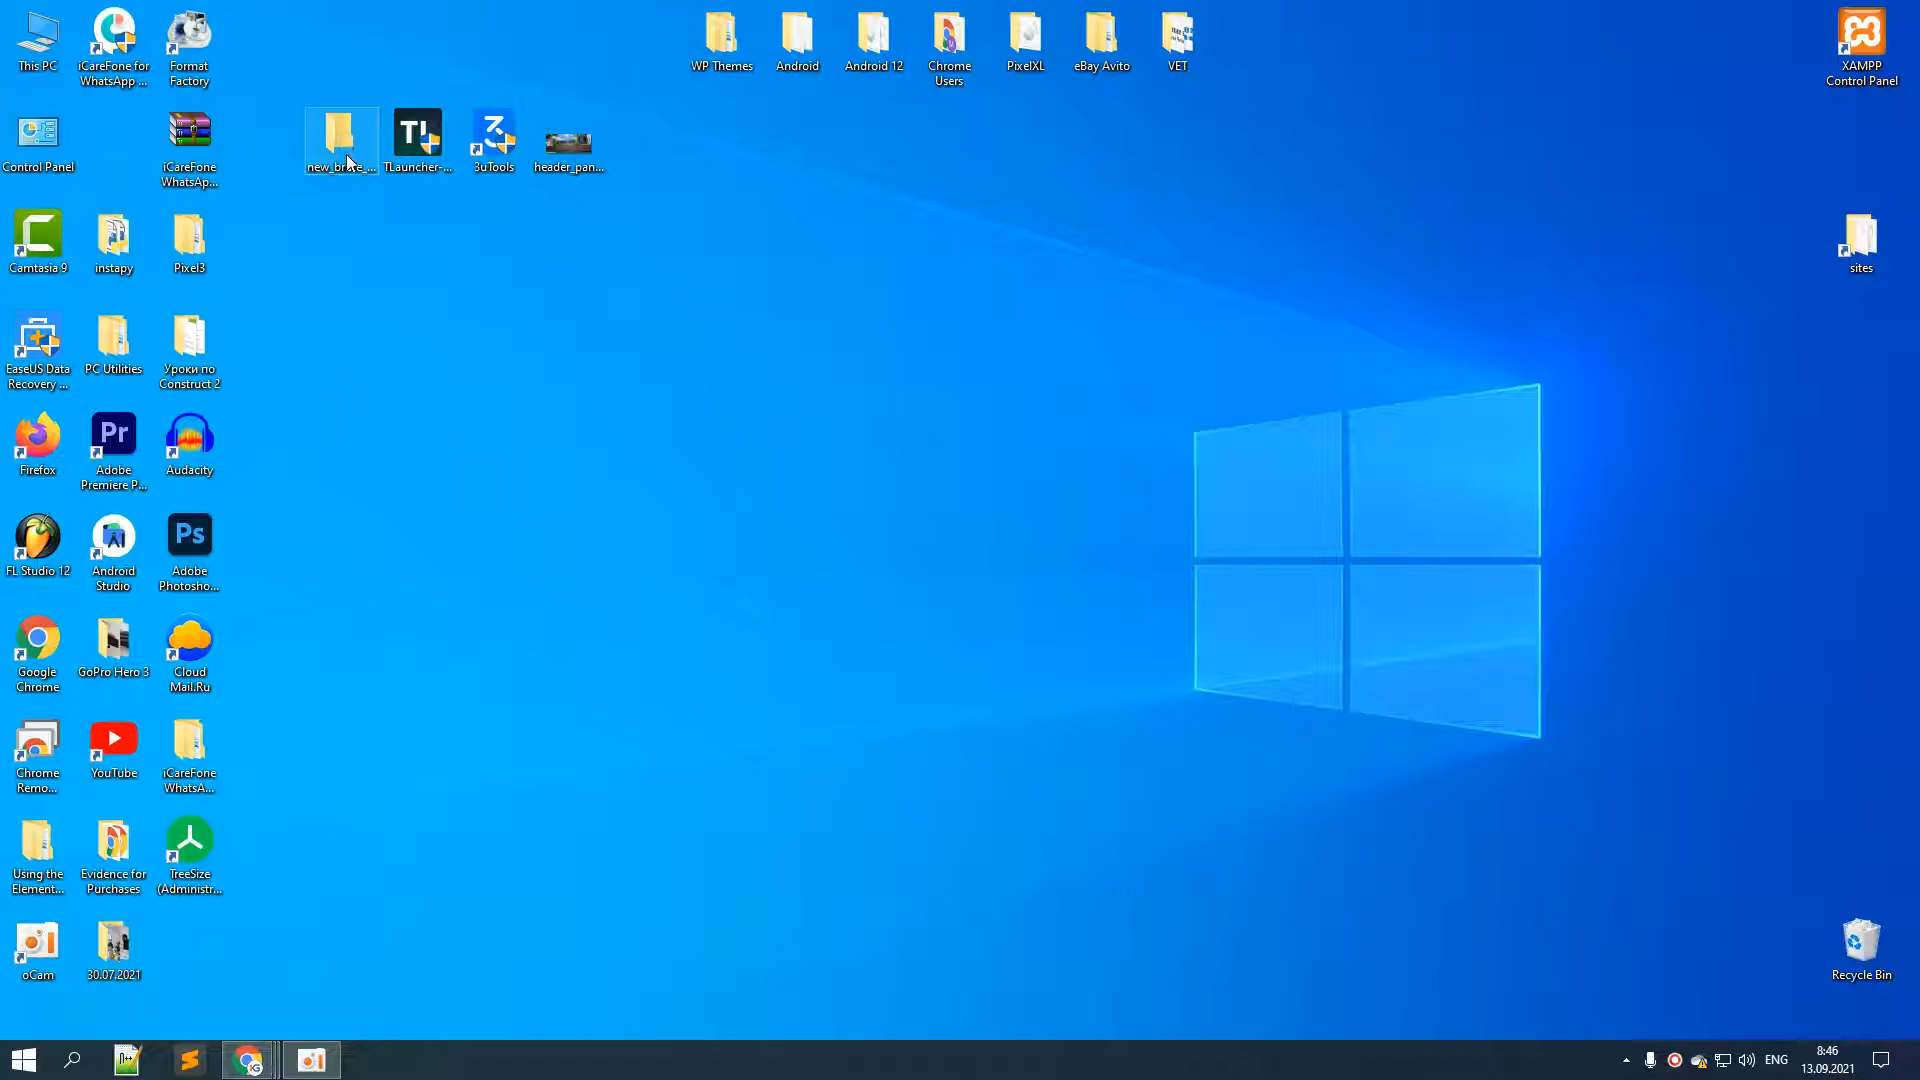 This PC
iCareFone for
WhatsApp ...
Format
Factory
WP Themes
Android
Android 12
Chrome
Users
PixelXL
eBay Avito
VET
XAMPP
Control Panel
Control Panel
iCareFone
WhatsAp...
TLauncher-...
3uTools
header_pan...
Camtasia 9
instapy
Pixel3
sites
EaseUS Data
Recovery ...
PC Utilities
Уроки по
Construct 2
Firefox
Pr
Adobe
Premiere P...
Audacity
FL Studio 12
Android
Studio
Ps
Adobe
Photosho...
Google
Chrome
GoPro Hero 3
Cloud
Mail.Ru
Chrome
Remo...
YouTube
iCareFone
WhatsA...
Using the
Element...
Evidence for
Purchases
TreeSize
(Administr...
oCam
30.07.2021
Recycle Bin
ENG
8:46
13.09.2021